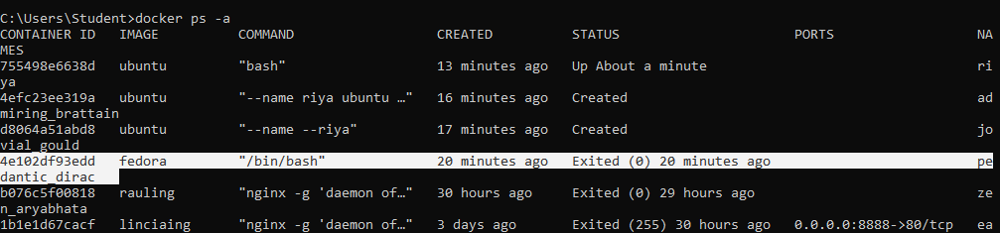 C:\Users\Student>docker ps -a
CONTAINER ID   IMAGE          COMMAND                  CREATED          STATUS                      PORTS                  NA
MES
755498e6638d   ubuntu         "bash"                   13 minutes ago   Up About a minute                                  ri
ya
4efc23ee319a   ubuntu         "--name riya ubuntu …"   16 minutes ago   Created                                            ad
miring_brattain
d8064a51abd8   ubuntu         "--name --riya"          17 minutes ago   Created                                            jo
vial_gould
4e102df93edd   fedora         "/bin/bash"              20 minutes ago   Exited (0) 20 minutes ago                          pe
dantic_dirac
b076c5f00818   rauling        "nginx -g 'daemon of…"   30 hours ago     Exited (0) 29 hours ago                            ze
n_aryabhata
1b1e1d67cacf   linciaing      "nginx -g 'daemon of…"   3 days ago       Exited (255) 30 hours ago   0.0.0.0:8888->80/tcp   ea